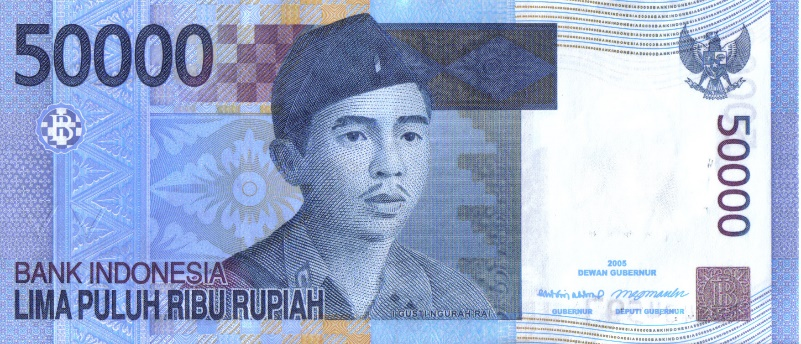 50000
BANK INDONESIA
LIMA PULUH RIBU RUPIAH
I GUSTI NGURAH RAI
50000
2005
DEWAN GUBERNUR
GUBERNUR
DEPUTI GUBERNUR